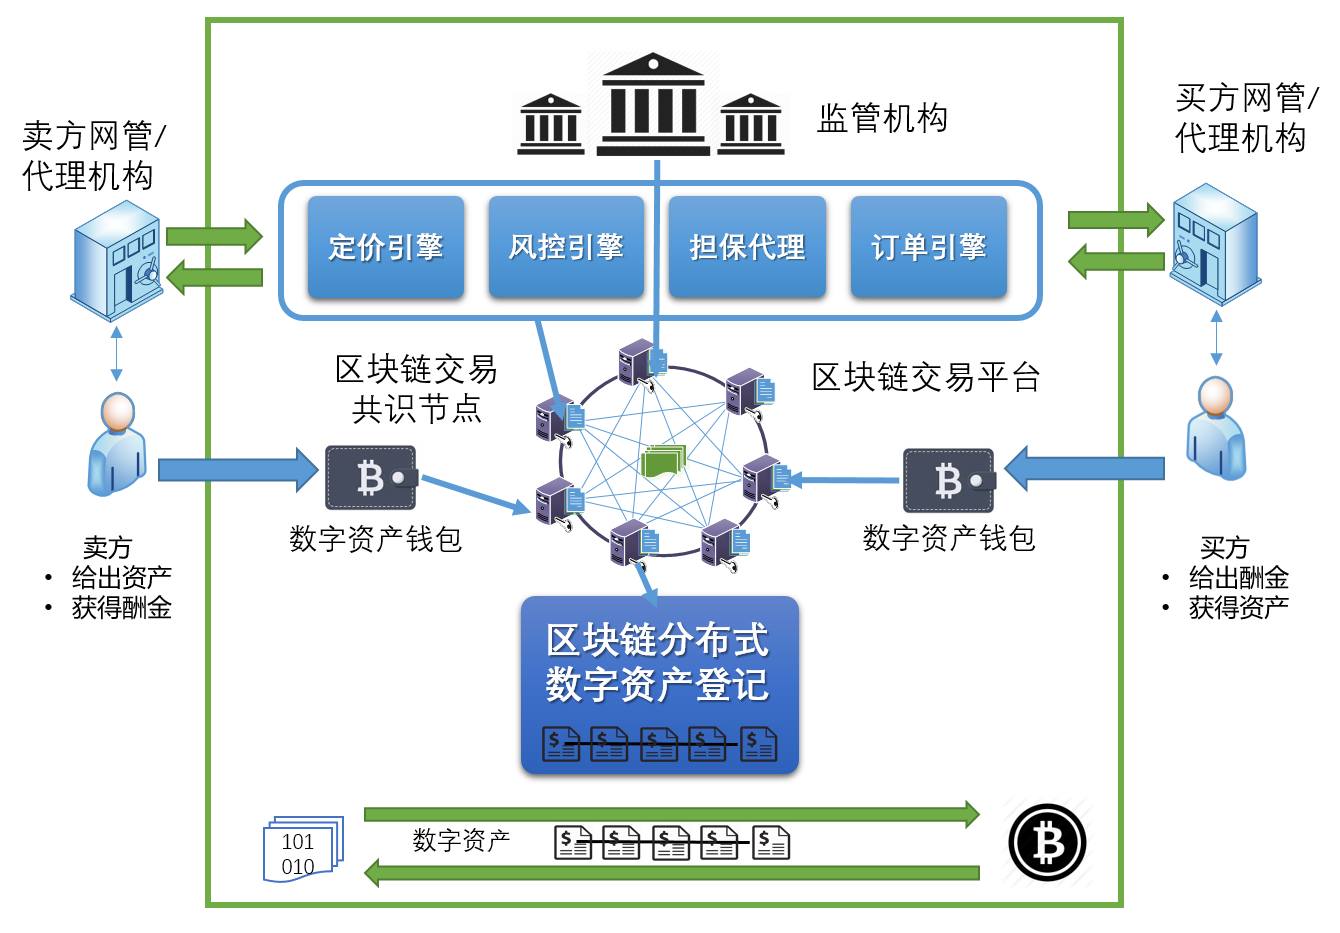 监管机构
卖方网管/
代理机构
买方网管/
代理机构
定价引擎
风控引擎
担保代理
订单引擎
区块链交易
共识节点
区块链交易平台
数字资产钱包
数字资产钱包
卖方
• 给出资产
• 获得酬金
买方
• 给出酬金
• 获得资产
区块链分布式
数字资产登记
$ $ $ $ $
101
010
数字资产
$ $ $ $ $